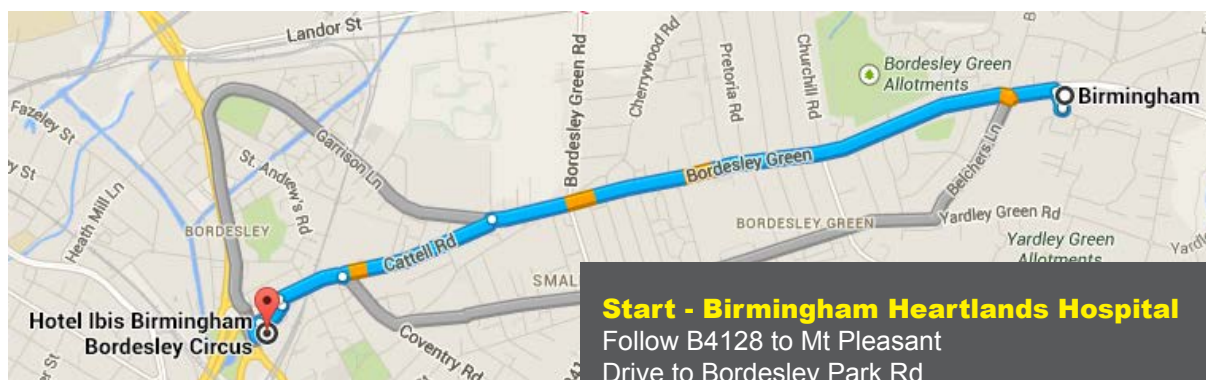 Landor St
Fazeley St
Heath Mill Ln
St. Andrew's Rd
Garrison Ln
BORDESLEY
Cattell Rd
Coventry Rd
Hotel Ibis Birmingham
Bordesley Circus
Bordesley Green Rd
Cherrywood Rd
Pretoria Rd
Churchill Rd
Bordesley Green
Allotments
Birmingham
Bordesley Green
Belchers Ln
BORDESLEY GREEN
Yardley Green Rd
Yardley Green
Allotments
Start - Birmingham Heartlands Hospital
Follow B4128 to Mt Pleasant
Drive to Bordesley Park Rd